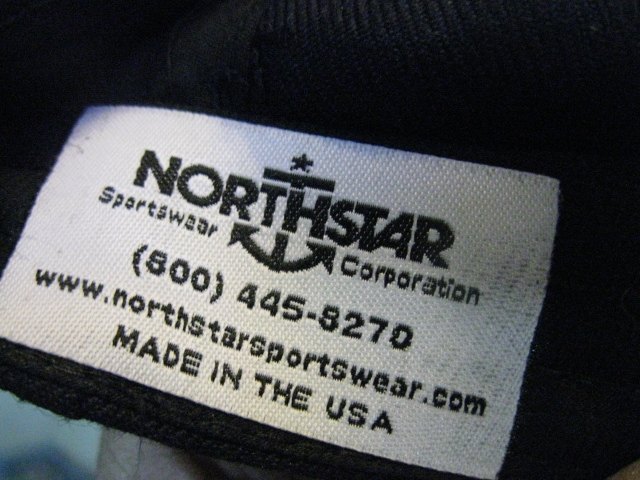 NORTHSTAR
Sportswear Corporation
(800) 445-8270
www.northstarsportswear.com
MADE IN THE USA